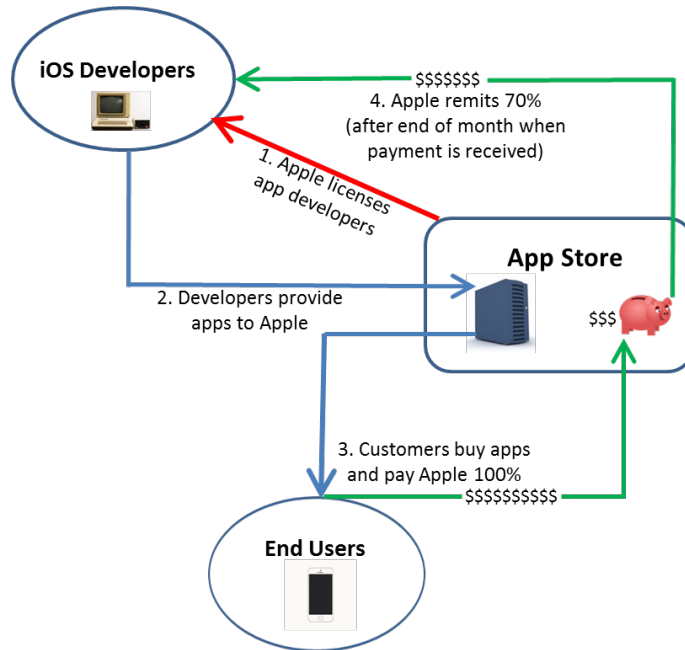 iOS Developers
$$$$$$$
4. Apple remits 70%
(after end of month when
payment is received)
1. Apple licenses
app developers
App Store
2. Developers provide
apps to Apple
$$$
3. Customers buy apps
and pay Apple 100%
$$$$$$$$$$
End Users